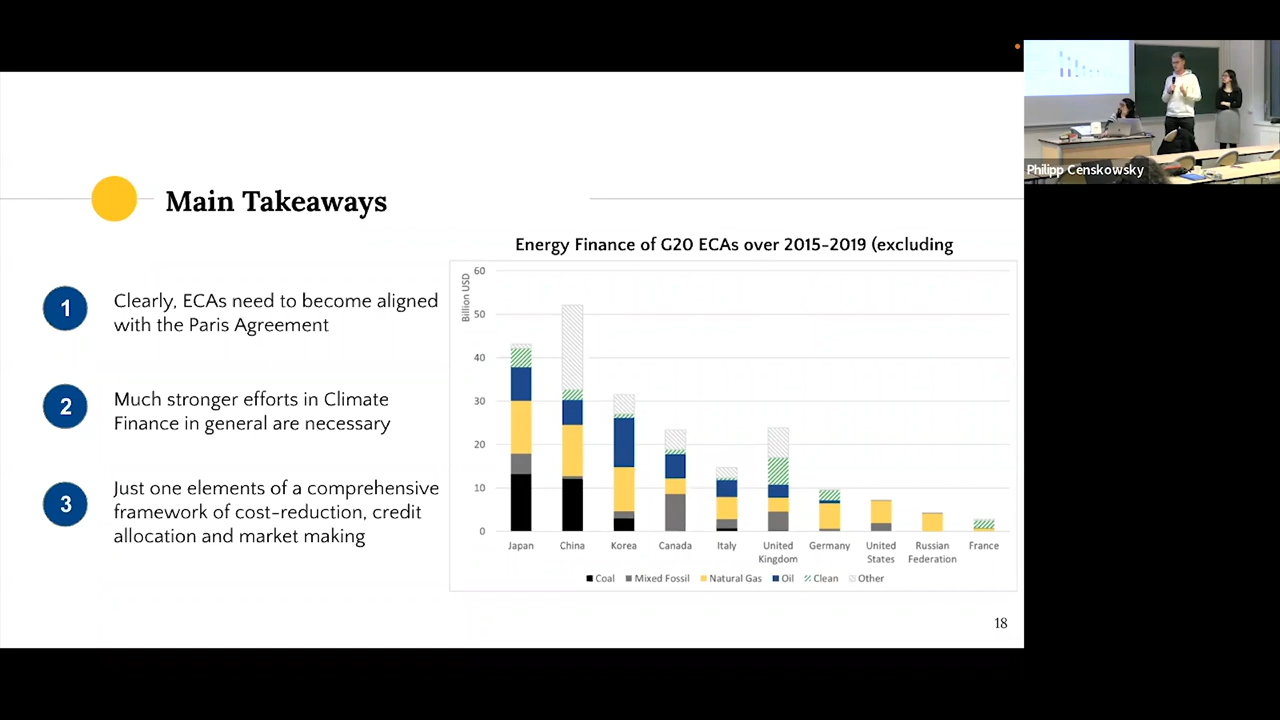 Philipp Censkowsky
Main Takeaways
1
Clearly, ECAs need to become aligned
with the Paris Agreement
2
Much stronger efforts in Climate
Finance in general are necessary
3
Just one elements of a comprehensive
framework of cost-reduction, credit
allocation and market making
Energy Finance of G20 ECAs over 2015-2019 (excluding
Billion USD
60
50
40
30
20
10
0
Japan China Korea Canada Italy United Kingdom Germany United States Russian Federation France
Coal Mixed Fossil Natural Gas Oil Clean Other
18